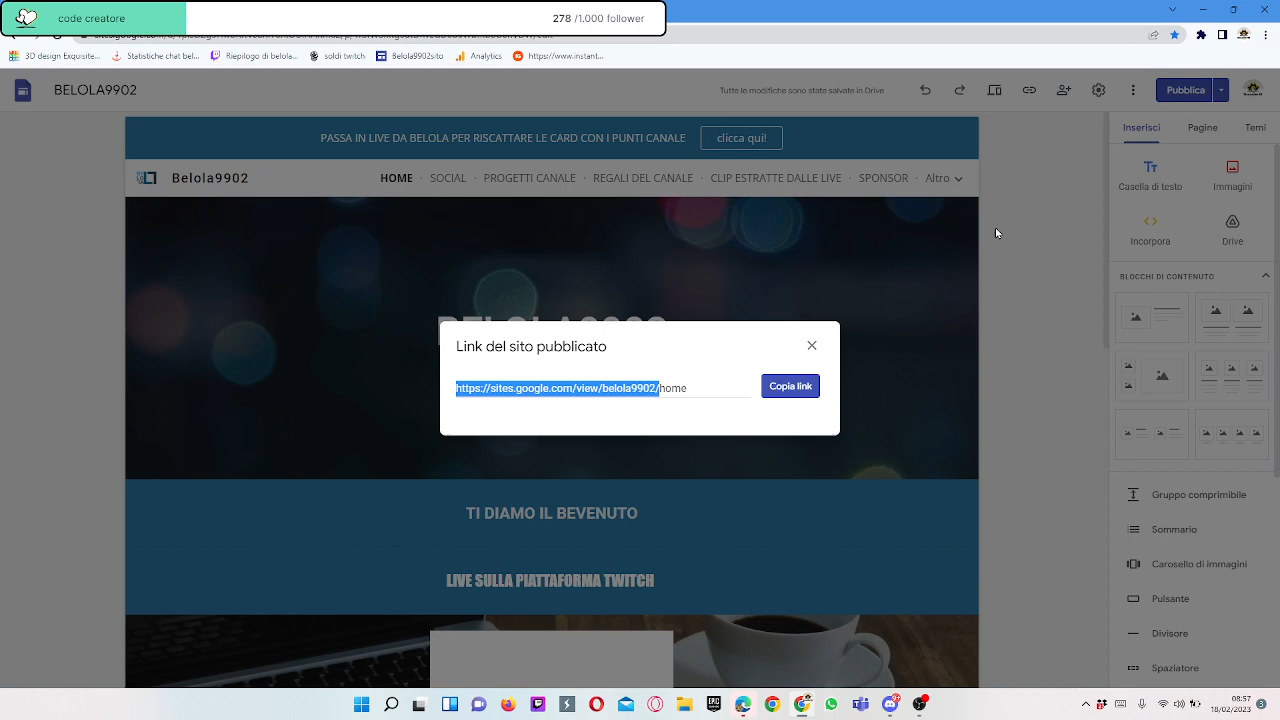 code creatore
278 /1.000 follower
3D design Exquisite...
Statistiche chat bel...
Riepilogo di belola...
soldi twitch
Belola9902sito
Analytics
https://www.instant...
BELOLA9902
Tutte le modifiche sono state salvate in Drive
Pubblica
PASSA IN LIVE DA BELOLA PER RISCATTARE LE CARD CON I PUNTI CANALE
clicca qui!
Inserisci
Pagine
Temi
Belola9902
HOME · SOCIAL · PROGETTI CANALE · REGALI DEL CANALE · CLIP ESTRATTE DALLE LIVE · SPONSOR · Altro
Casella di testo
Immagini
Incorpora
Drive
BLOCCHI DI CONTENUTO
Link del sito pubblicato
https://sites.google.com/view/belola9902/home
Copia link
TI DIAMO IL BEVENUTO
LIVE SULLA PIATTAFORMA TWITCH
Gruppo comprimibile
Sommario
Carosello di immagini
Pulsante
Divisore
Spaziatore
08:57
18/02/2023